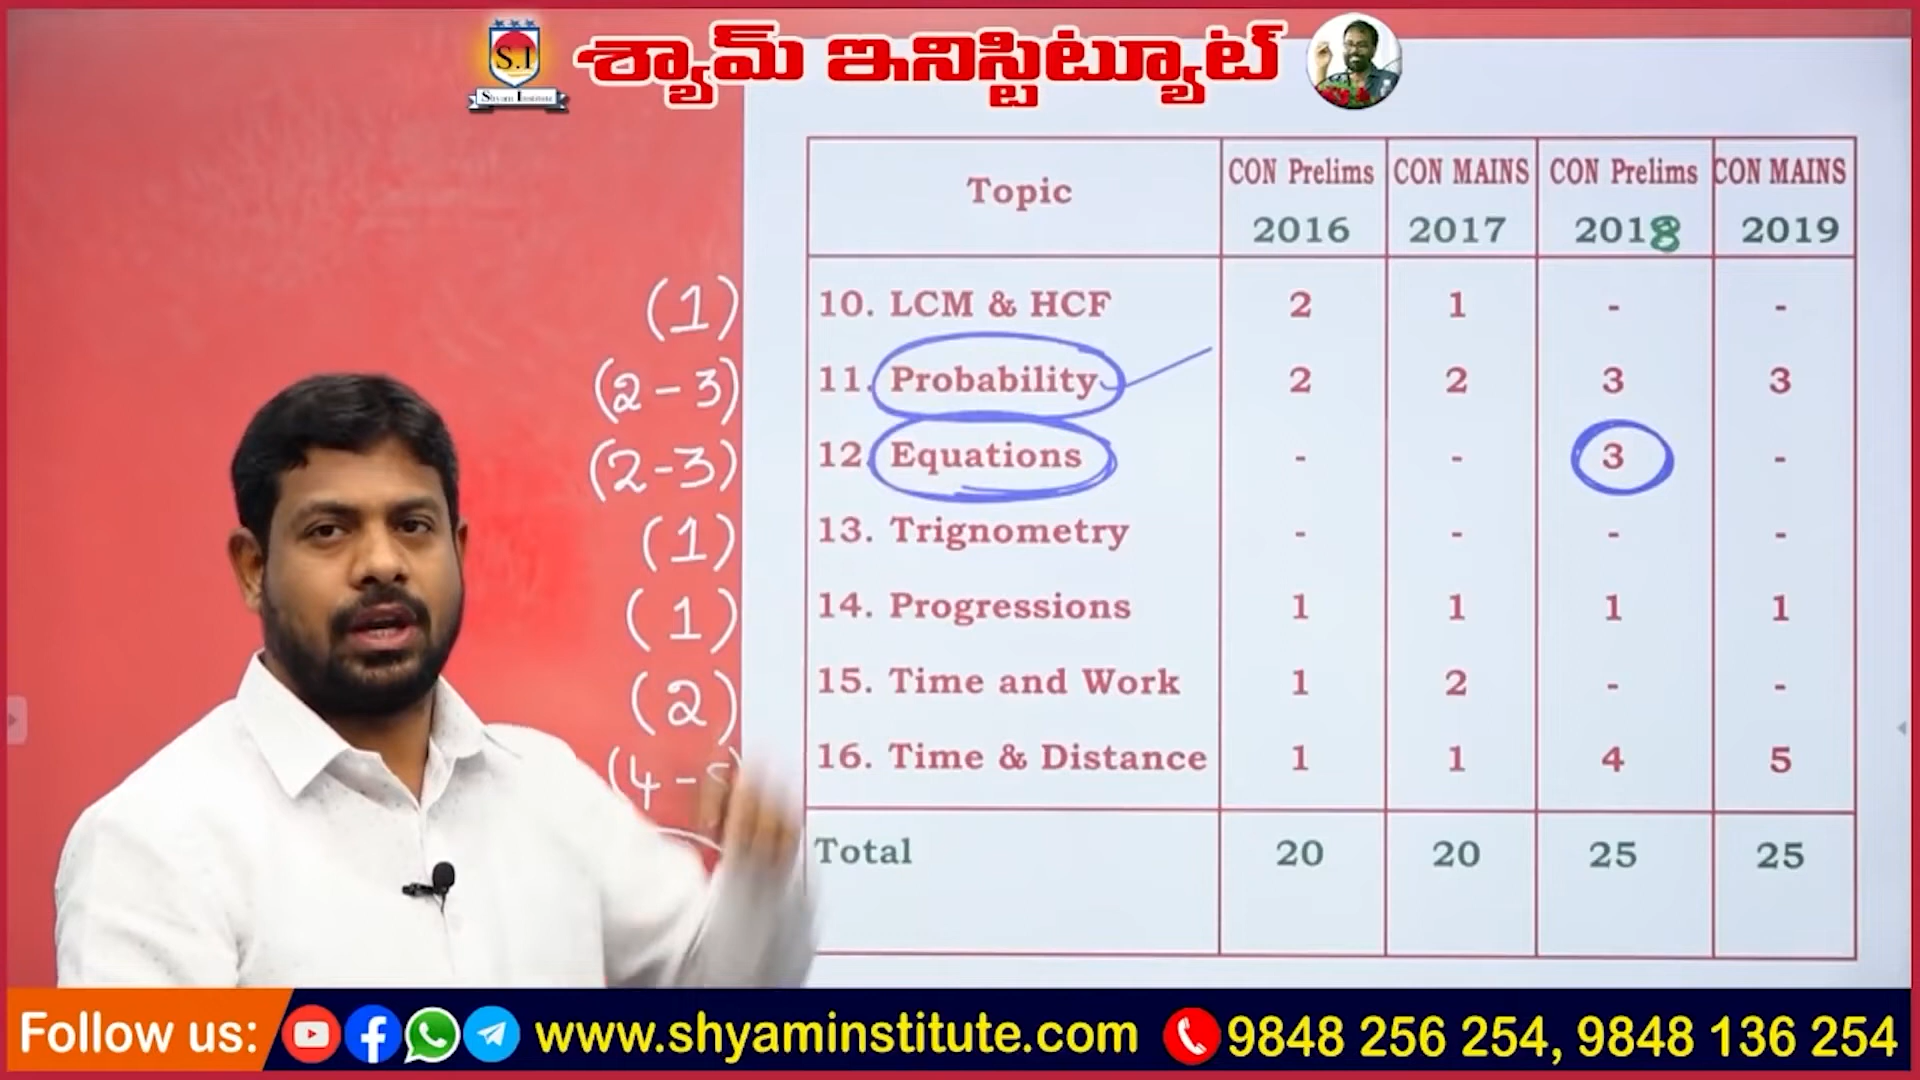 S.I
Shyam Institute
శ్యామ్ ఇనిస్టిట్యూట్
Topic CON Prelims 2016 CON MAINS 2017 CON Prelims 2018 CON MAINS 2019
(1) 10. LCM & HCF 2 1 - -
(2-3) 11. Probability 2 2 3 3
(2-3) 12. Equations - - 3 -
(1) 13. Trignometry - - - -
(1) 14. Progressions 1 1 1 1
(2) 15. Time and Work 1 2 - -
(4- 16. Time & Distance 1 1 4 5
Total 20 20 25 25
Follow us: www.shyaminstitute.com 9848 256 254, 9848 136 254